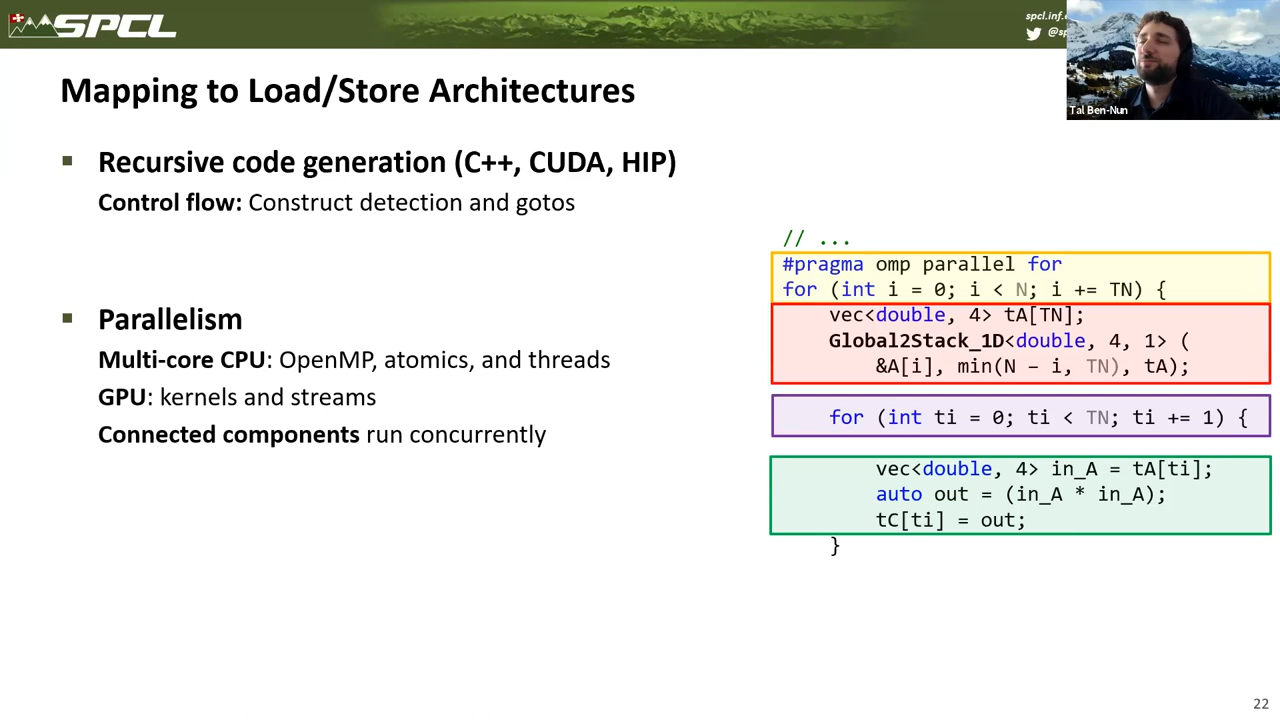 SPCL
spcl.inf.
@sp
Tal Ben-Nun
Mapping to Load/Store Architectures
Recursive code generation (C++, CUDA, HIP)
Control flow: Construct detection and gotos
Parallelism
Multi-core CPU: OpenMP, atomics, and threads
GPU: kernels and streams
Connected components run concurrently
// ...
#pragma omp parallel for
for (int i = 0; i < N; i += TN) {
vec<double, 4> tA[TN];
Global2Stack_1D<double, 4, 1> (
&A[i], min(N – i, TN), tA);
for (int ti = 0; ti < TN; ti += 1) {
vec<double, 4> in_A = tA[ti];
auto out = (in_A * in_A);
tC[ti] = out;
}
22